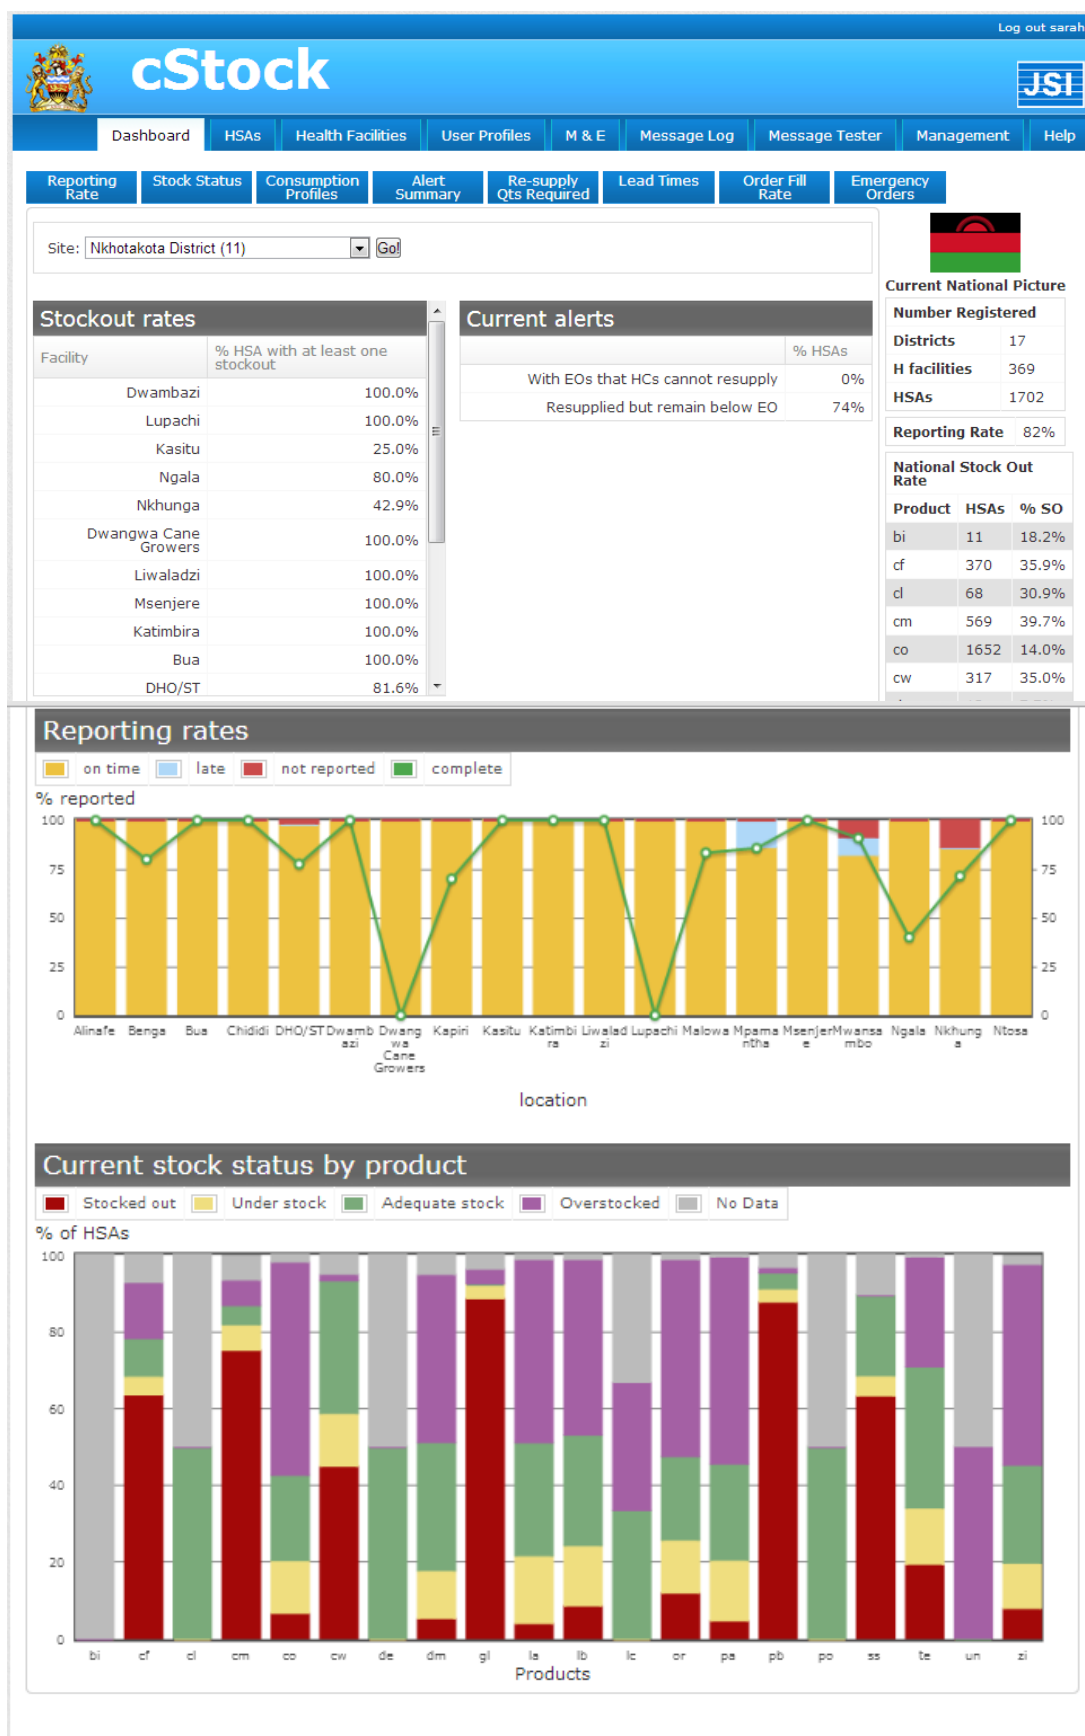 Log out sarah
cStock
JSI
Dashboard HSAs Health Facilities User Profiles M & E Message Log Message Tester Management Help
Reporting Rate Stock Status Consumption Profiles Alert Summary Re-supply Qts Required Lead Times Order Fill Rate Emergency Orders
Site: Nkhotakota District (11) Go!
Stockout rates
Facility % HSA with at least one stockout
Dwambazi 100.0%
Lupachi 100.0%
Kasitu 25.0%
Ngala 80.0%
Nkhunga 42.9%
Dwangwa Cane Growers 100.0%
Liwaladzi 100.0%
Msenjere 100.0%
Katimbira 100.0%
Bua 100.0%
DHO/ST 81.6%
Current alerts
% HSAs
With EOs that HCs cannot resupply 0%
Resupplied but remain below EO 74%
Current National Picture
Number Registered
Districts 17
H facilities 369
HSAs 1702
Reporting Rate 82%
National Stock Out Rate
Product HSAs % SO
bi 11 18.2%
cf 370 35.9%
cl 68 30.9%
cm 569 39.7%
co 1652 14.0%
cw 317 35.0%
Reporting rates
on time late not reported complete
% reported
100 100
75 75
50 50
25 25
0 0
Alinafe Benga Bua Chididi DHO/ST Dwambazi Dwangwa Cane Growers Kapiri Kasitu Katimbira Liwaladzi Lupachi Malowa Mpamantha Msenjere Mwansambo Ngala Nkhunga Ntosa
location
Current stock status by product
Stocked out Under stock Adequate stock Overstocked No Data
% of HSAs
100
80
60
40
20
0
bi cf cl cm co cw de dm gl la lb lc or pa pb po ss te un zi
Products